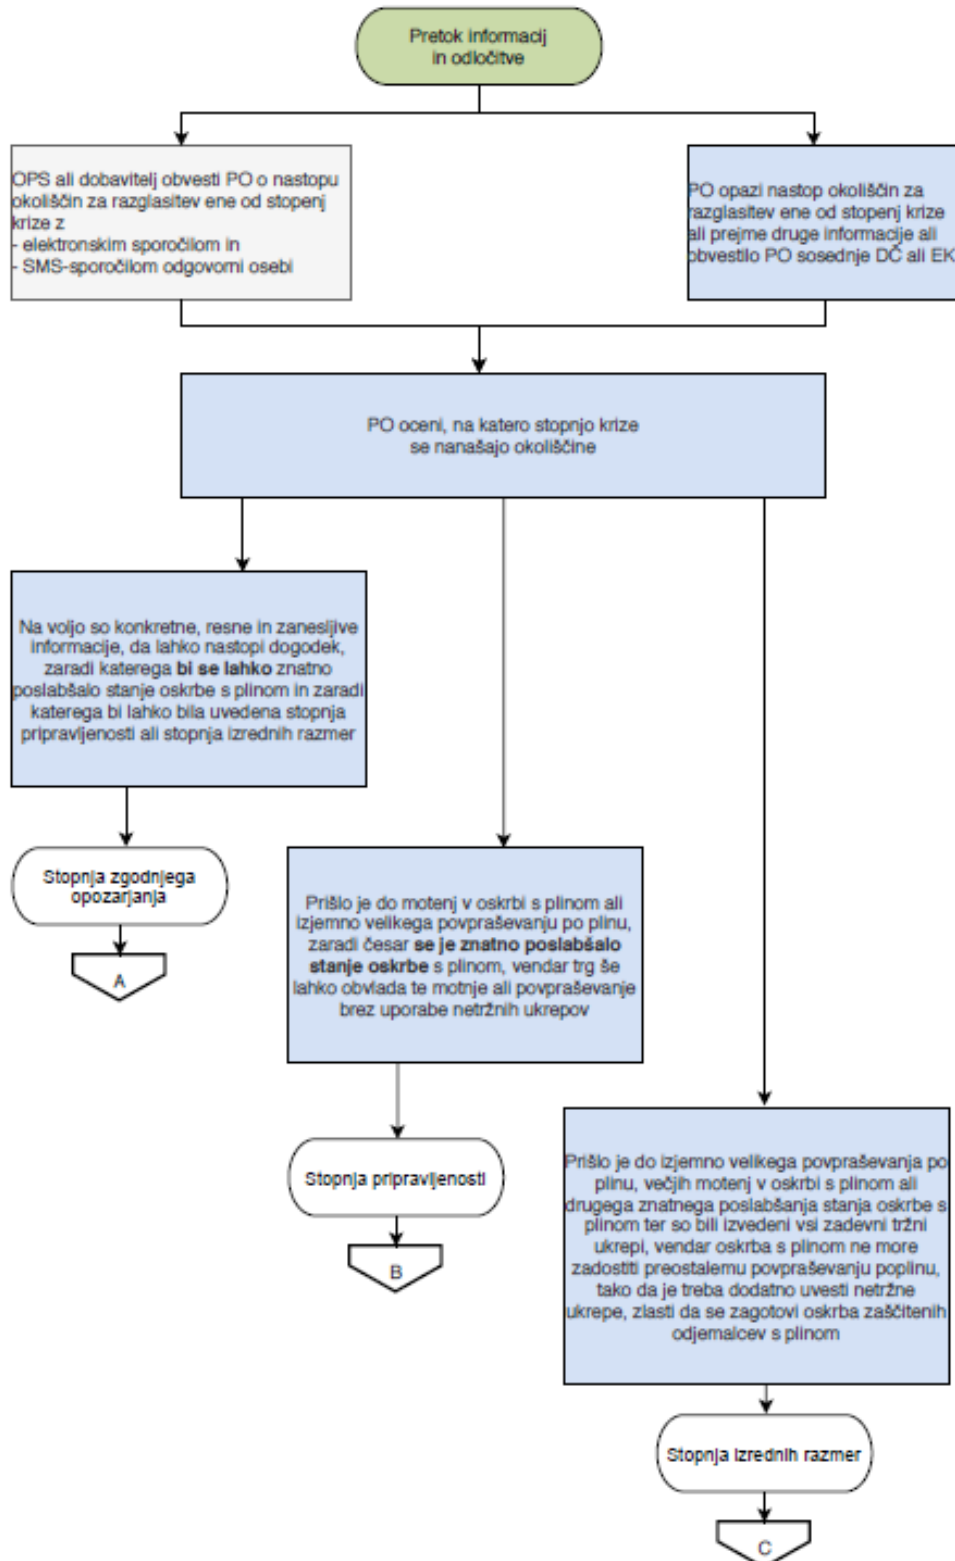 Pretok informacij
in odločitve
OPS ali dobavitelj obvesti PO o nastopu
okoliščin za razglasitev ene od stopenj
krize z
- elektronskim sporočilom in
- SMS-sporočilom odgovorni osebi
PO opazi nastop okoliščin za
razglasitev ene od stopenj krize
ali prejme druge informacije ali
obvestilo PO sosednje DČ ali EK
PO oceni, na katero stopnjo krize
se nanašajo okoliščine
Na voljo so konkretne, resne in zanesljive
informacije, da lahko nastopi dogodek,
zaradi katerega bi se lahko znatno
poslabšalo stanje oskrbe s plinom in zaradi
katerega bi lahko bila uvedena stopnja
pripravljenosti ali stopnja izrednih razmer
Stopnja zgodnjega
opozarjanja
A
Prišlo je do motenj v oskrbi s plinom ali
izjemno velikega povpraševanju po plinu,
zaradi česar se je znatno poslabšalo
stanje oskrbe s plinom, vendar trg še
lahko obvlada te motnje ali povpraševanje
brez uporabe netržnih ukrepov
Stopnja pripravljenosti
B
Prišlo je do izjemno velikega povpraševanja po
plinu, večjih motenj v oskrbi s plinom ali
drugega znatnega poslabšanja stanja oskrbe s
plinom ter so bili izvedeni vsi zadevni tržni
ukrepi, vendar oskrba s plinom ne more
zadostiti preostalemu povpraševanju poplinu,
tako da je treba dodatno uvesti netržne
ukrepe, zlasti da se zagotovi oskrba zaščitenih
odjemalcev s plinom
Stopnja izrednih razmer
C